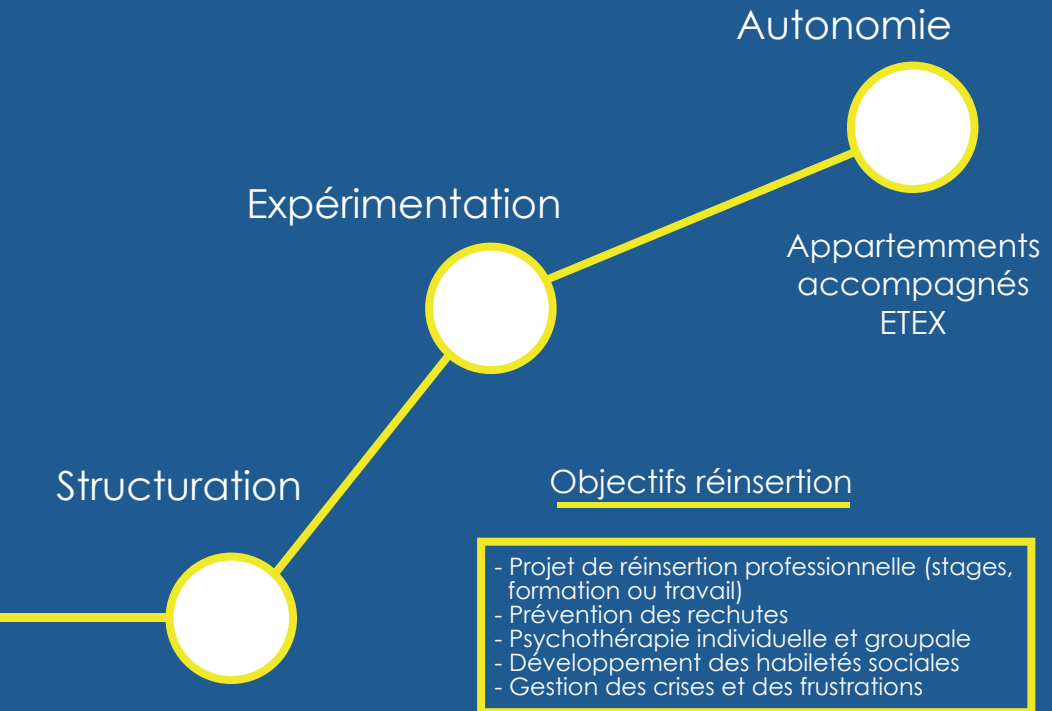 Autonomie
Expérimentation
Appartemments
accompagnés
ETEX
Structuration
Objectifs réinsertion
- Projet de réinsertion professionnelle (stages,
formation ou travail)
- Prévention des rechutes
- Psychothérapie individuelle et groupale
- Développement des habiletés sociales
- Gestion des crises et des frustrations